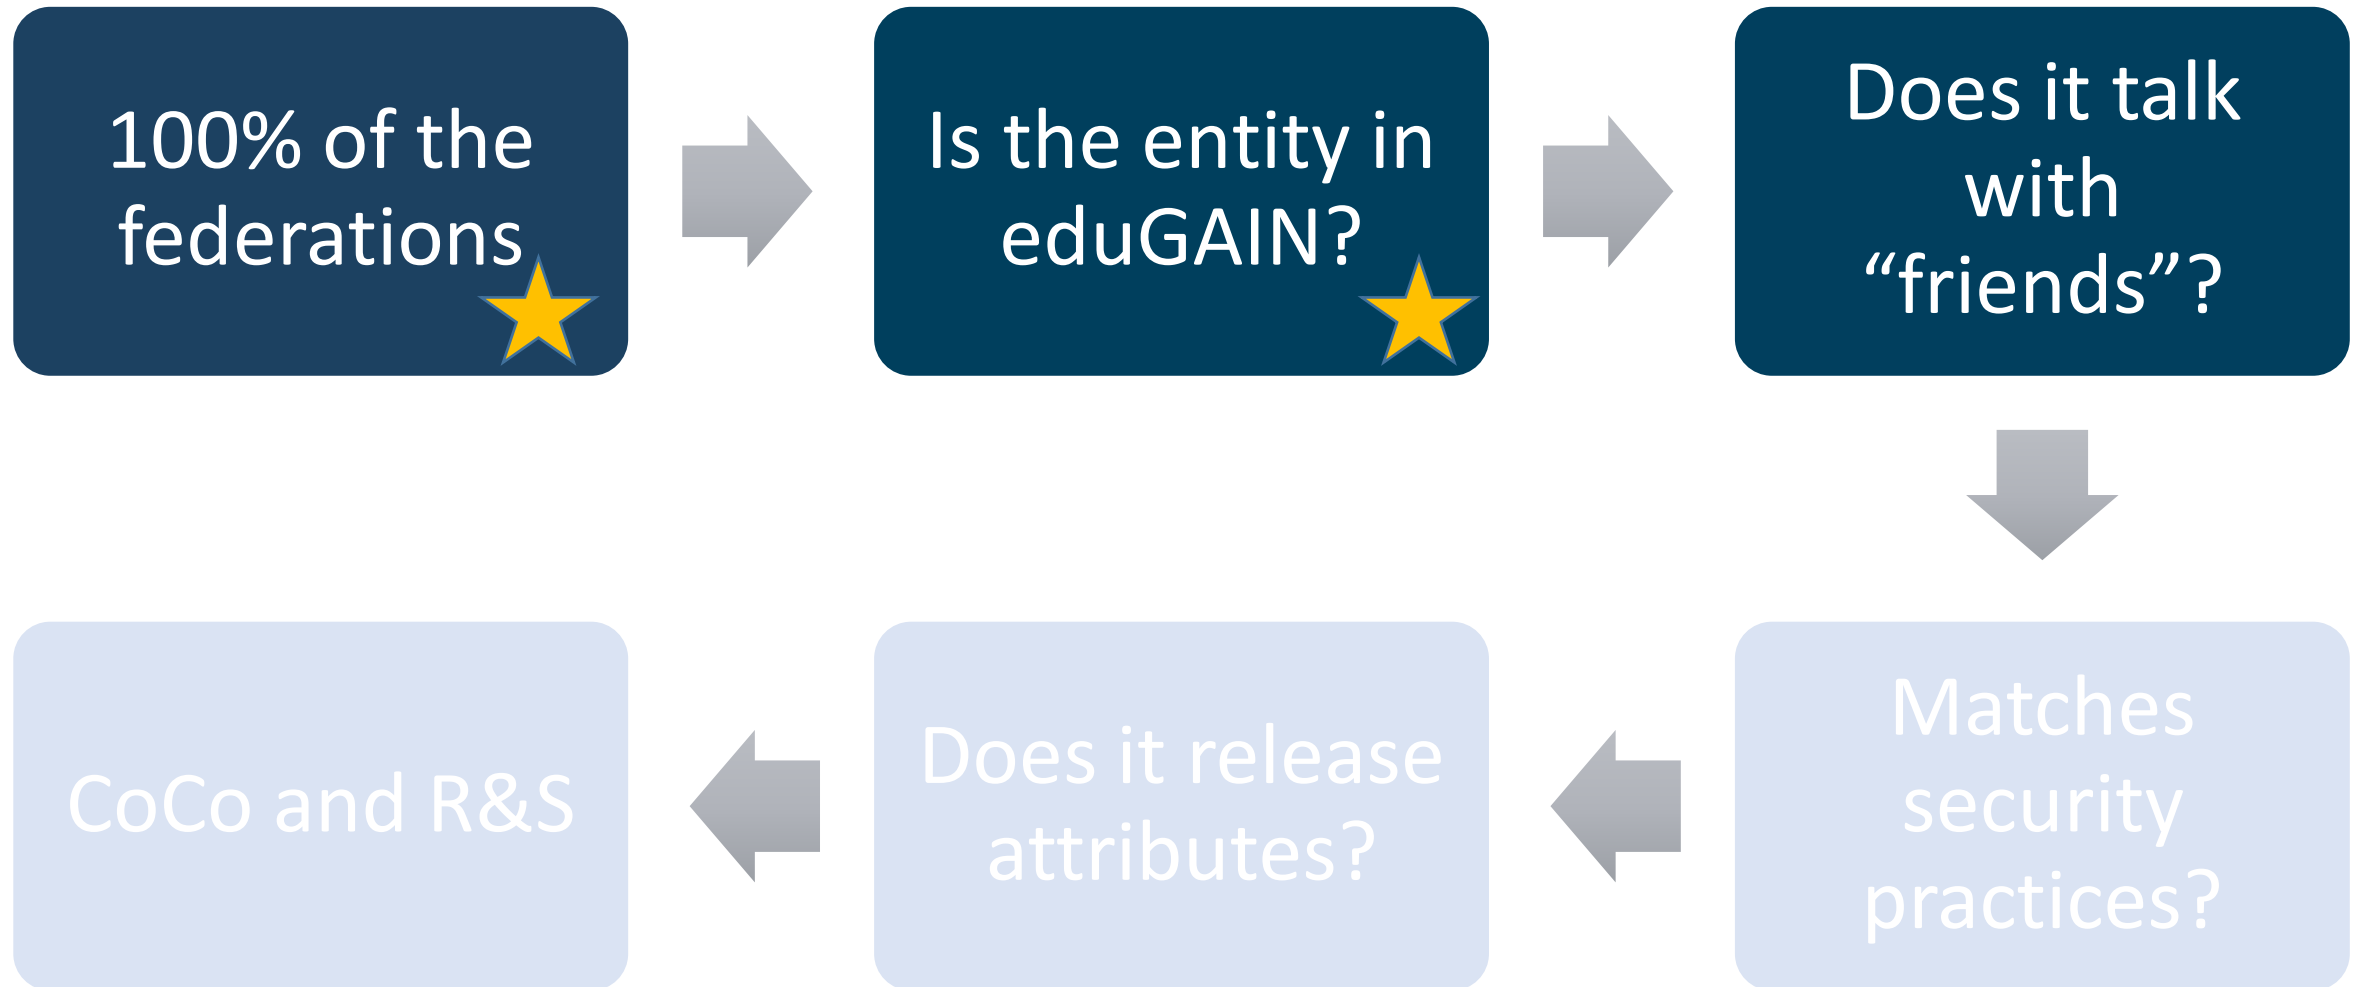 100% of the
federations
Is the entity in
eduGAIN?
Does it talk
with
“friends”?
Matches
security
practices?
Does it release
attributes?
CoCo and R&S